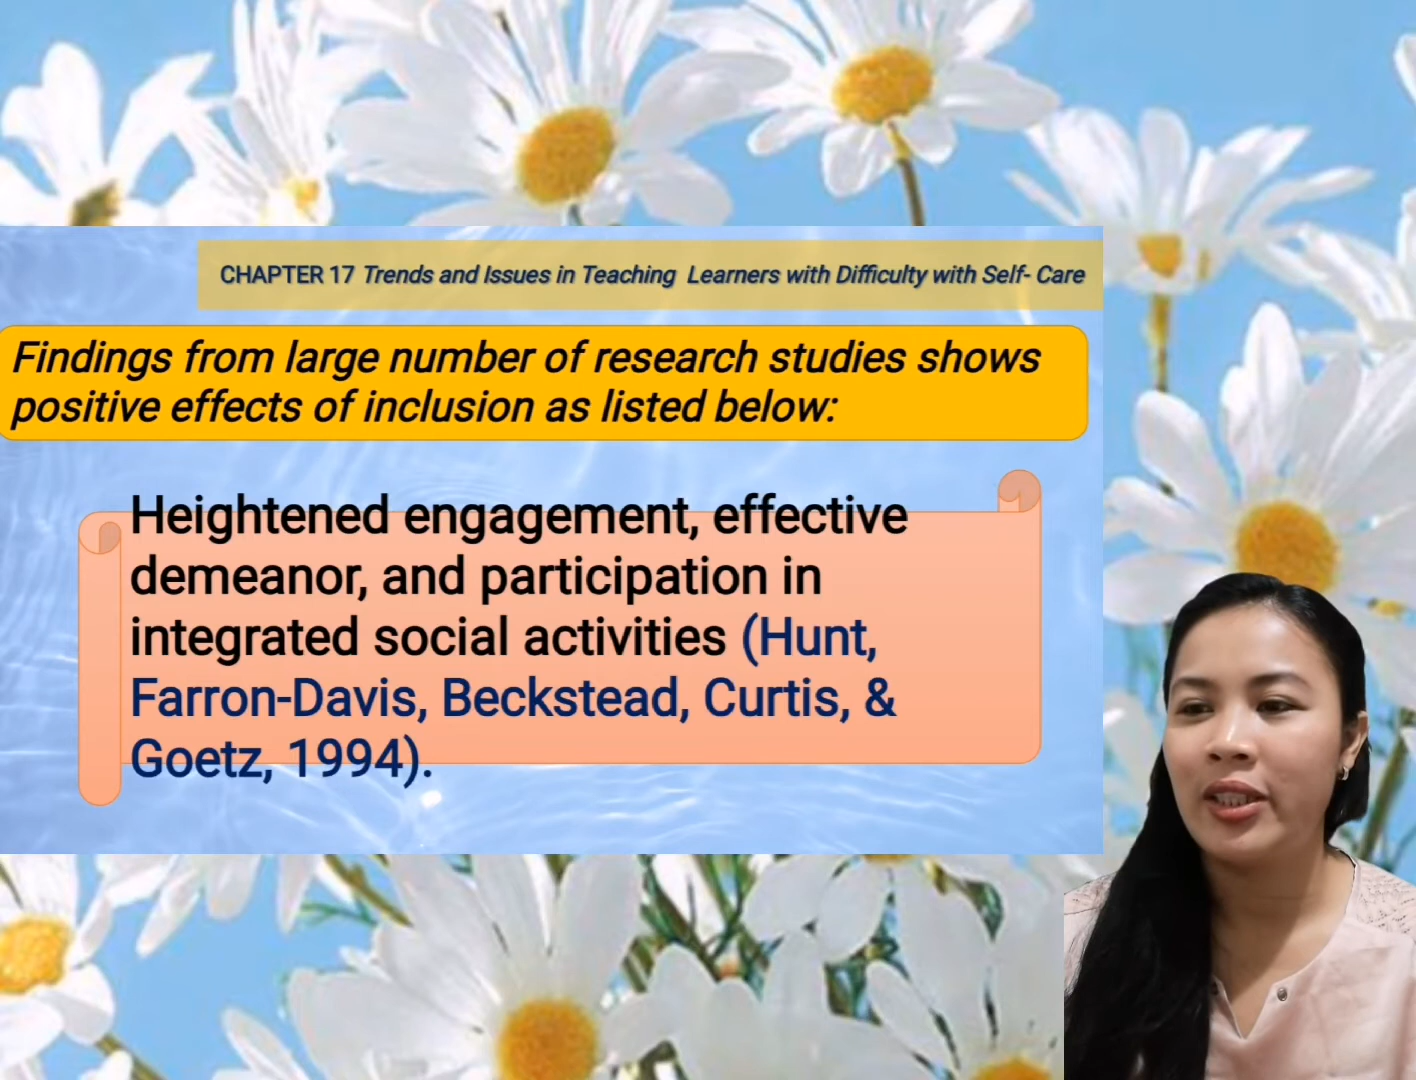 CHAPTER 17 Trends and Issues in Teaching Learners with Difficulty with Self- Care
Findings from large number of research studies shows
positive effects of inclusion as listed below:
Heightened engagement, effective
demeanor, and participation in
integrated social activities (Hunt,
Farron-Davis, Beckstead, Curtis, &
Goetz, 1994).